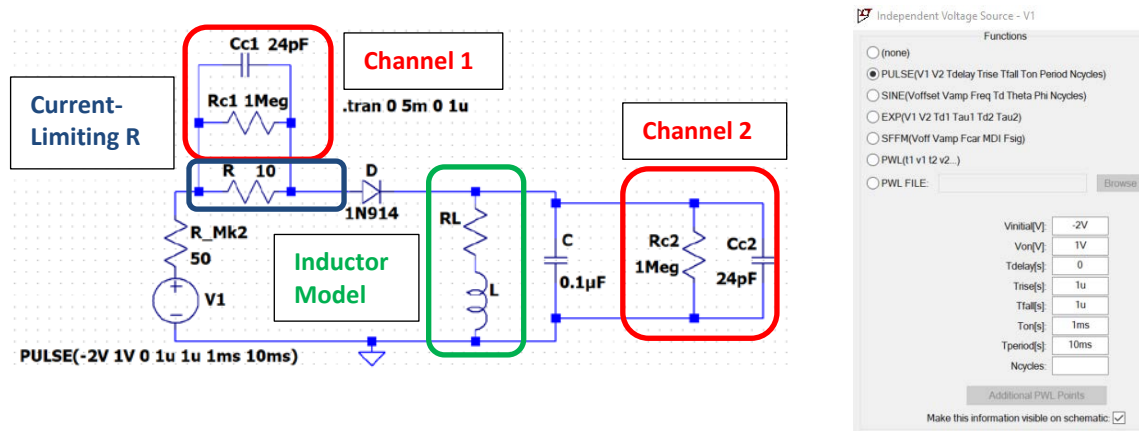 Cc1 24pF
Channel 1
Current-
Limiting R
Rc1 1Meg
.tran 0 5m 0 1u
Channel 2
R 10
D
1N914
R_Mk2
50
V1
Inductor
Model
RL
L
C
0.1µF
Rc2
1Meg
Cc2
24pF
PULSE(-2V 1V 0 1u 1u 1ms 10ms)
Independent Voltage Source - V1
Functions
(none)
PULSE(V1 V2 Tdelay Trise Tfall Ton Period Ncycles)
SINE(Voffset Vamp Freq Td Theta Phi Ncycles)
EXP(V1 V2 Td1 Tau1 Td2 Tau2)
SFFM(Voff Vamp Fcar MDI Fsig)
PWL(t1 v1 t2 v2...)
PWL FILE: Browse
Vinitial[V]: -2V
Von[V]: 1V
Tdelay[s]: 0
Trise[s]: 1u
Tfall[s]: 1u
Ton[s]: 1ms
Tperiod[s]: 10ms
Ncycles:
Additional PWL Points
Make this information visible on schematic: